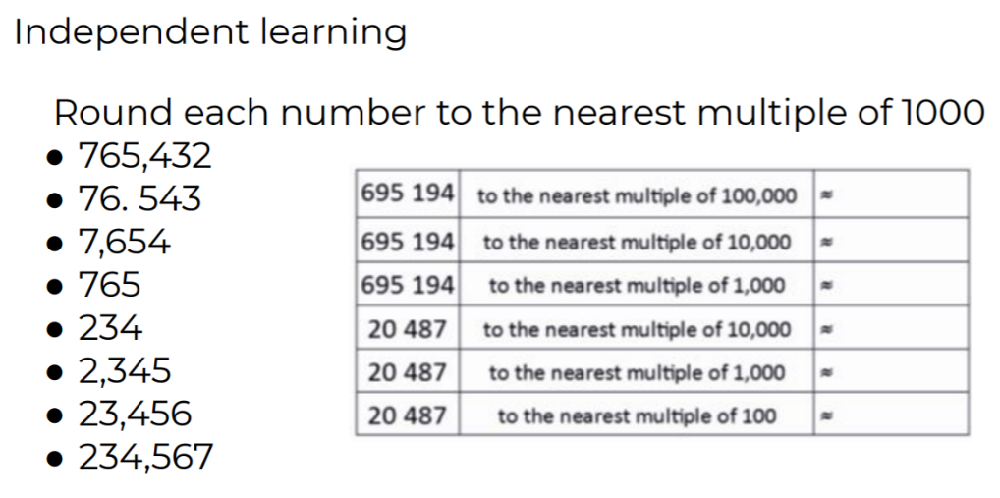 Independent learning
Round each number to the nearest multiple of 1000
• 765,432
• 76. 543
• 7,654
• 765
• 234
• 2,345
• 23,456
• 234,567
695 194 to the nearest multiple of 100,000 ≈
695 194 to the nearest multiple of 10,000 ≈
695 194 to the nearest multiple of 1,000 ≈
20 487 to the nearest multiple of 10,000 ≈
20 487 to the nearest multiple of 1,000 ≈
20 487 to the nearest multiple of 100 ≈